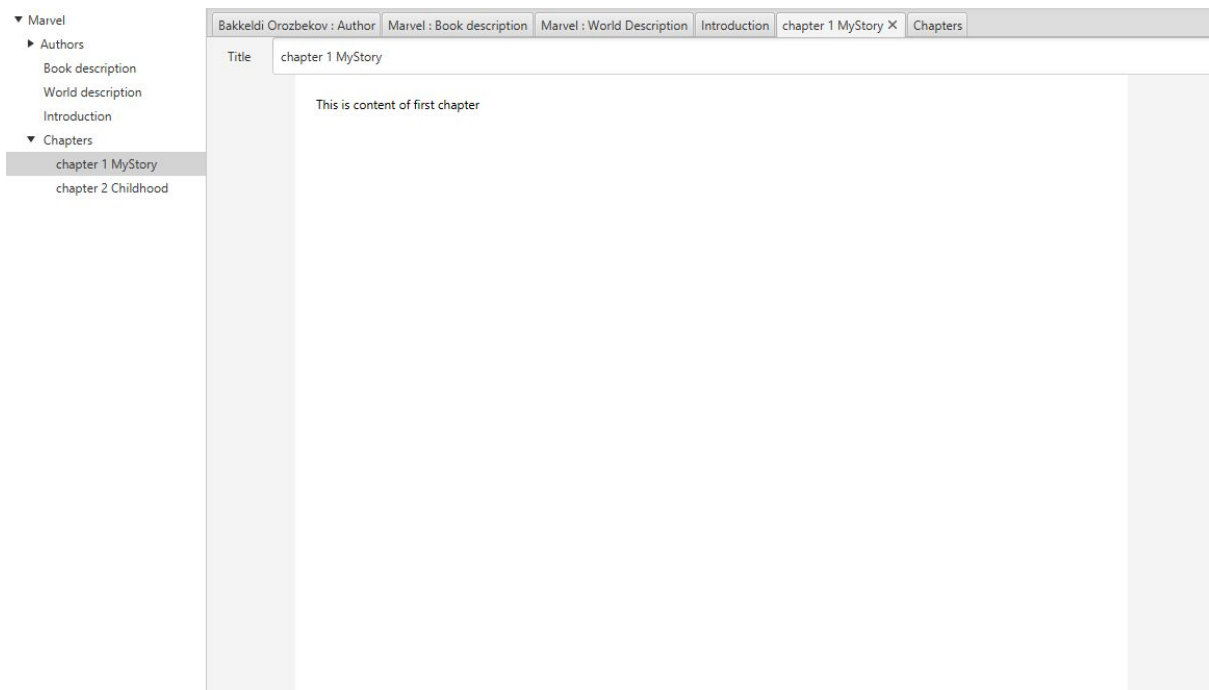 Marvel
Authors
Book description
World description
Introduction
Chapters
chapter 1 MyStory
chapter 2 Childhood
Bakkeldi Orozbekov : Author Marvel : Book description Marvel : World Description Introduction chapter 1 MyStory Chapters
Title chapter 1 MyStory
This is content of first chapter